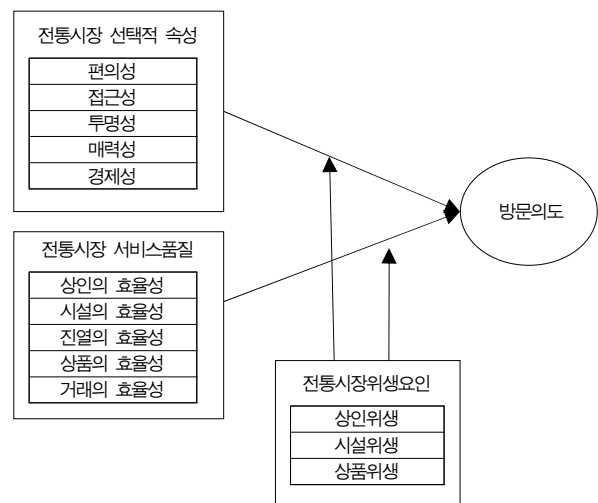 전통시장 선택적 속성
편의성
접근성
투명성
매력성
경제성
방문의도
전통시장 서비스품질
상인의 효율성
시설의 효율성
진열의 효율성
상품의 효율성
거래의 효율성
전통시장위생요인
상인위생
시설위생
상품위생